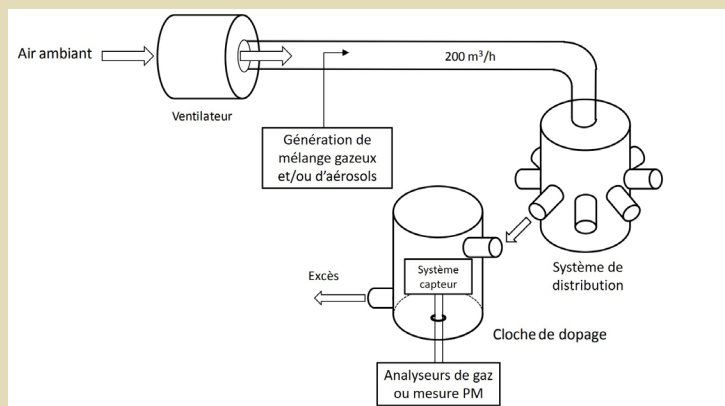 Air ambiant
Ventilateur
200 m³/h
Génération de
mélange gazeux
et/ou d'aérosols
Système de
distribution
Système
capteur
Excès
Cloche de dopage
Analyseurs de gaz
ou mesure PM